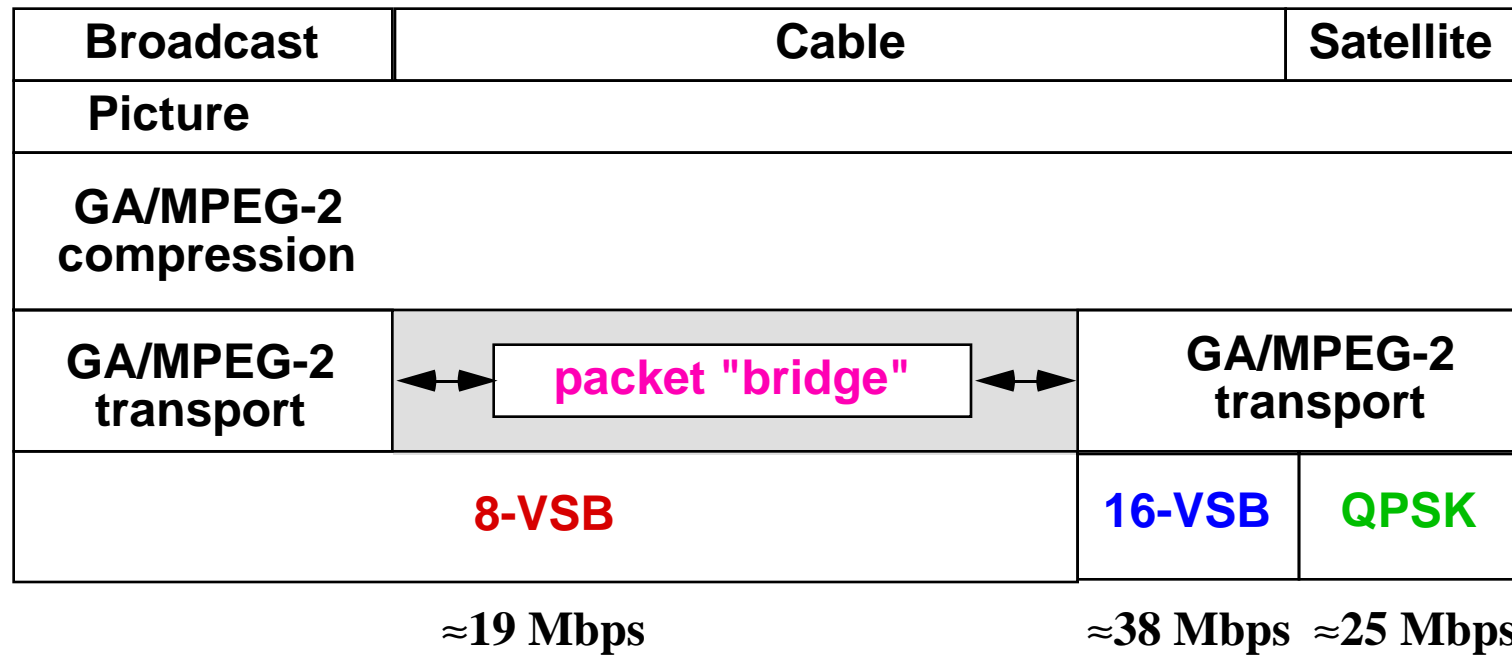 Broadcast Cable Satellite
Picture
GA/MPEG-2
compression
GA/MPEG-2
transport
packet "bridge"
GA/MPEG-2
transport
8-VSB 16-VSB QPSK
≈19 Mbps ≈38 Mbps ≈25 Mbps